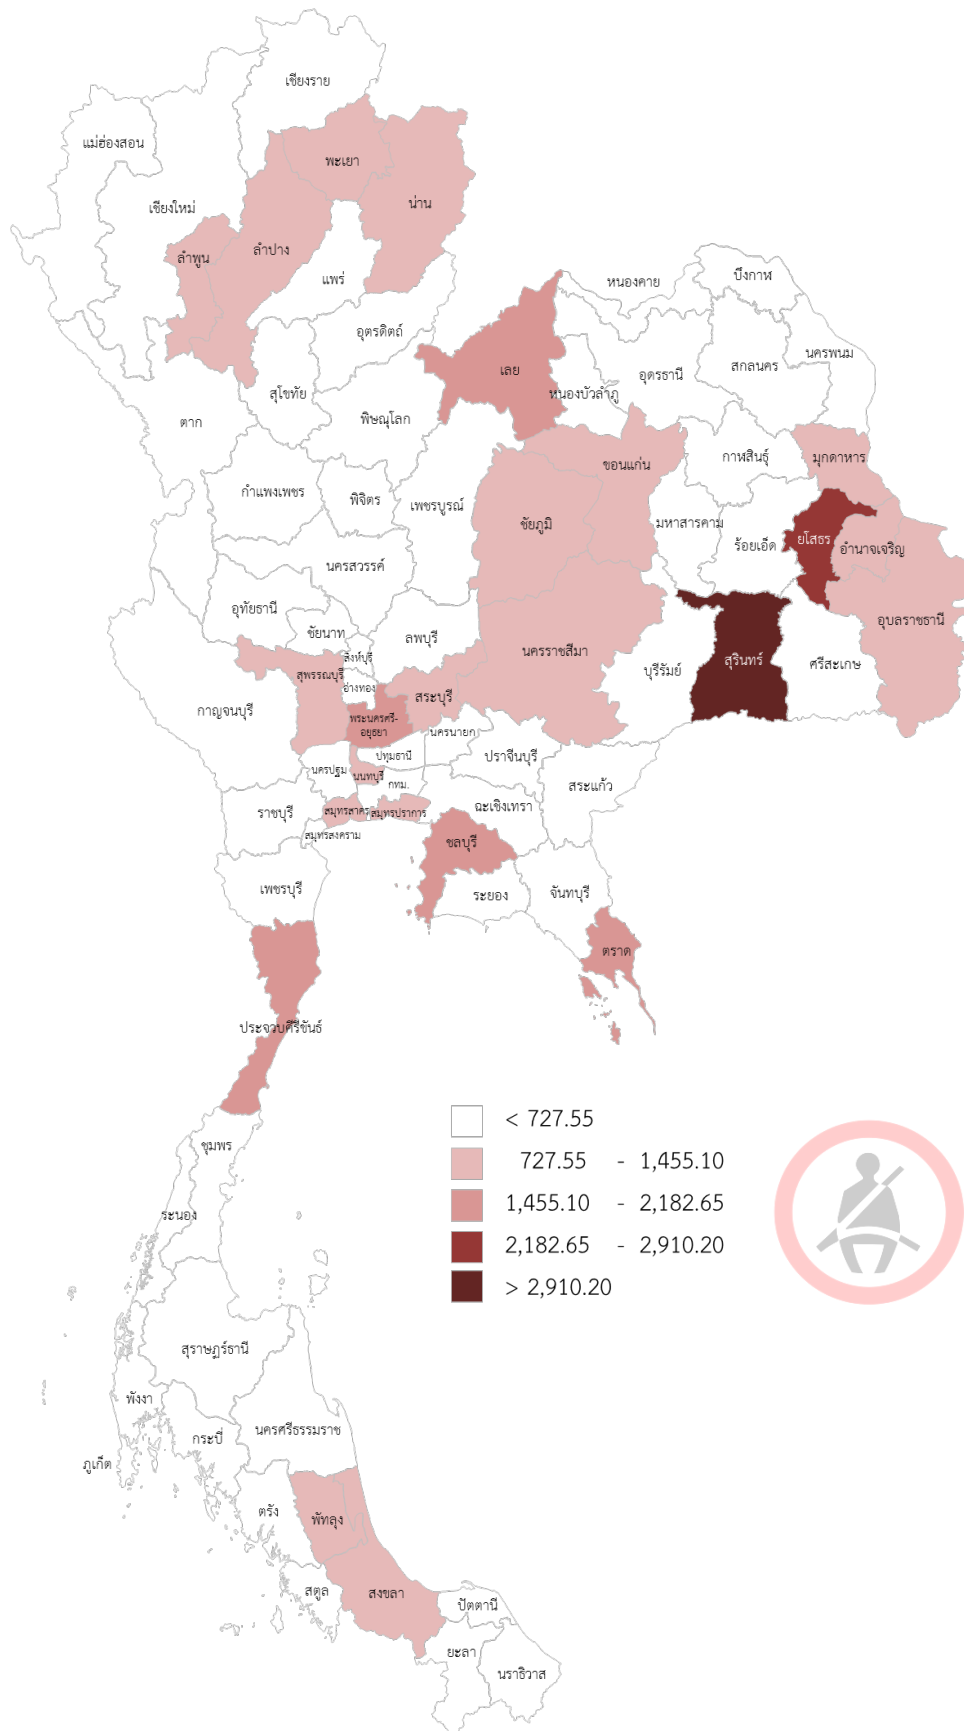 เชียงราย
แม่ฮ่องสอน
พะเยา
น่าน
เชียงใหม่
ลำพูน
ลำปาง
แพร่
หนองคาย
บึงกาฬ
อุตรดิตถ์
นครพนม
เลย
อุดรธานี
สกลนคร
สุโขทัย
หนองบัวลำภู
ตาก
พิษณุโลก
กาฬสินธุ์
มุกดาหาร
ขอนแก่น
กำแพงเพชร
พิจิตร
เพชรบูรณ์
ชัยภูมิ
มหาสารคาม
ร้อยเอ็ด
ยโสธร
อำนาจเจริญ
นครสวรรค์
อุทัยธานี
อุบลราชธานี
ชัยนาท
ลพบุรี
นครราชสีมา
สิงห์บุรี
สุรินทร์
ศรีสะเกษ
บุรีรัมย์
สุพรรณบุรี
อ่างทอง
สระบุรี
กาญจนบุรี
พระนครศรี-
อยุธยา
นครนายก
ปราจีนบุรี
ปทุมธานี
นครปฐม
นนทบุรี
กทม.
สระแก้ว
ฉะเชิงเทรา
ราชบุรี
สมุทรสาคร
สมุทรปราการ
สมุทรสงคราม
ชลบุรี
เพชรบุรี
ระยอง
จันทบุรี
ตราด
ประจวบคีรีขันธ์
< 727.55
727.55 - 1,455.10
1,455.10 - 2,182.65
2,182.65 - 2,910.20
> 2,910.20
ชุมพร
ระนอง
สุราษฎร์ธานี
พังงา
นครศรีธรรมราช
กระบี่
ภูเก็ต
ตรัง
พัทลุง
สตูล
สงขลา
ปัตตานี
ยะลา
นราธิวาส